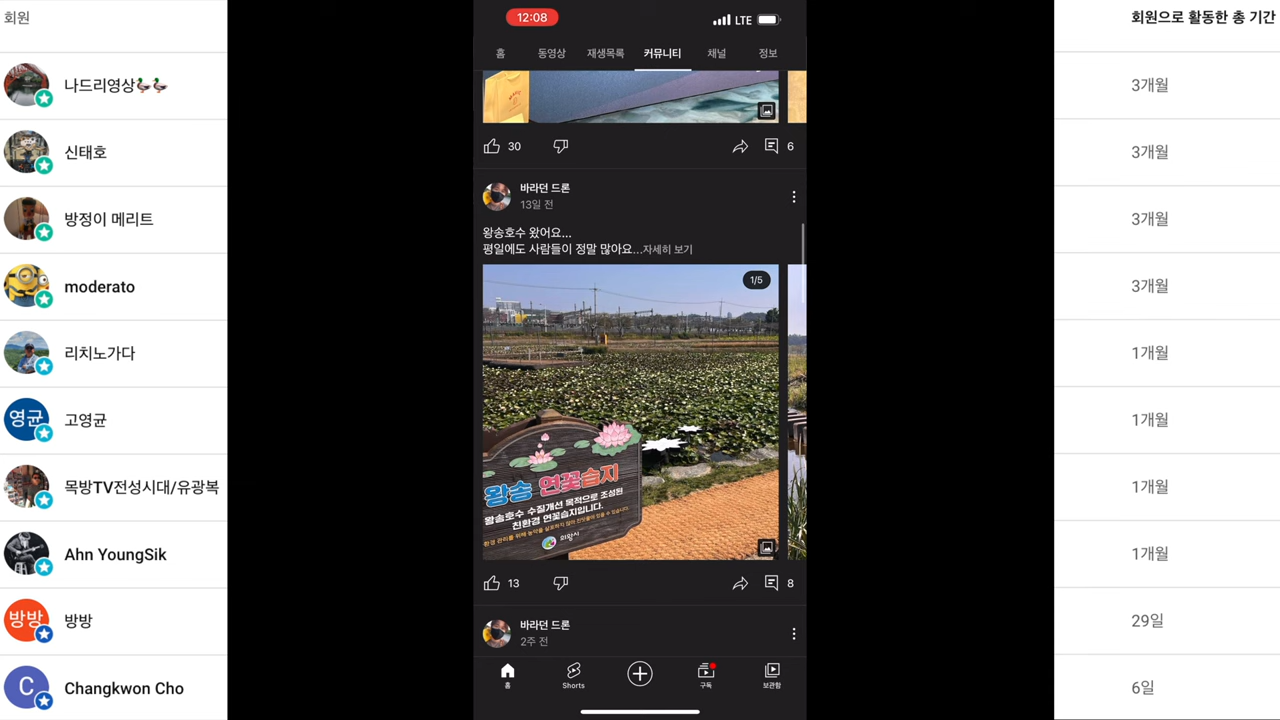 회원
나드리영상
신태호
방정이 메리트
moderato
리치노가다
영균
고영균
목방TV전성시대/유광복
Ahn YoungSik
방방
방방
C
Changkwon Cho
12:08
LTE
홈
동영상
재생목록
커뮤니티
채널
정보
30
6
바라던 드론
13일 전
왕송호수 왔어요...
평일에도 사람들이 정말 많아요...자세히 보기
1/5
왕송 연꽃습지
왕송호수 수질개선 목적으로 조성된
친환경 연꽃습지입니다.
의왕시
13
8
바라던 드론
2주 전
홈
Shorts
구독
보관함
회원으로 활동한 총 기간
3개월
3개월
3개월
3개월
1개월
1개월
1개월
1개월
29일
6일